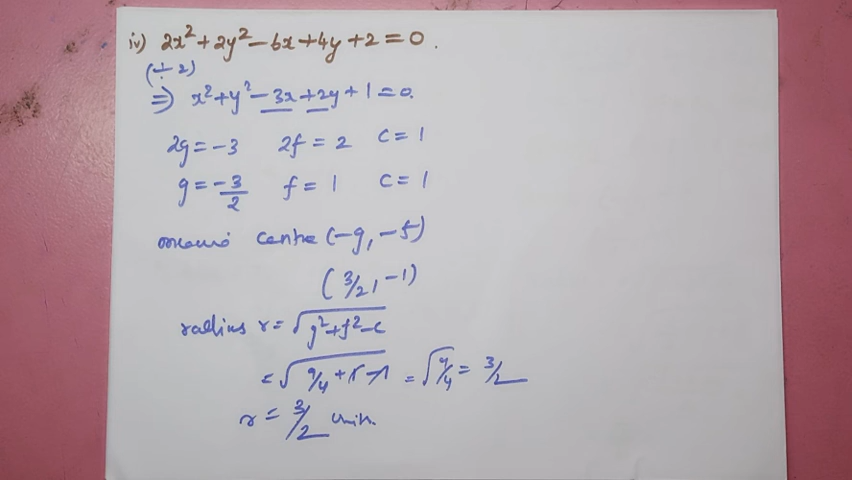 iv) 2x² + 2y² - 6x + 4y + 2 = 0.
(÷2)
⇒ x² + y² - 3x + 2y + 1 = 0.
2g = -3 2f = 2 c = 1
g = -3/2 f = 1 c = 1
centre (-g, -f)
(3/2, -1)
radius r = √g² + f² - c
= √9/4 + 1 - 1 = √9/4 = 3/2
r = 3/2 units.